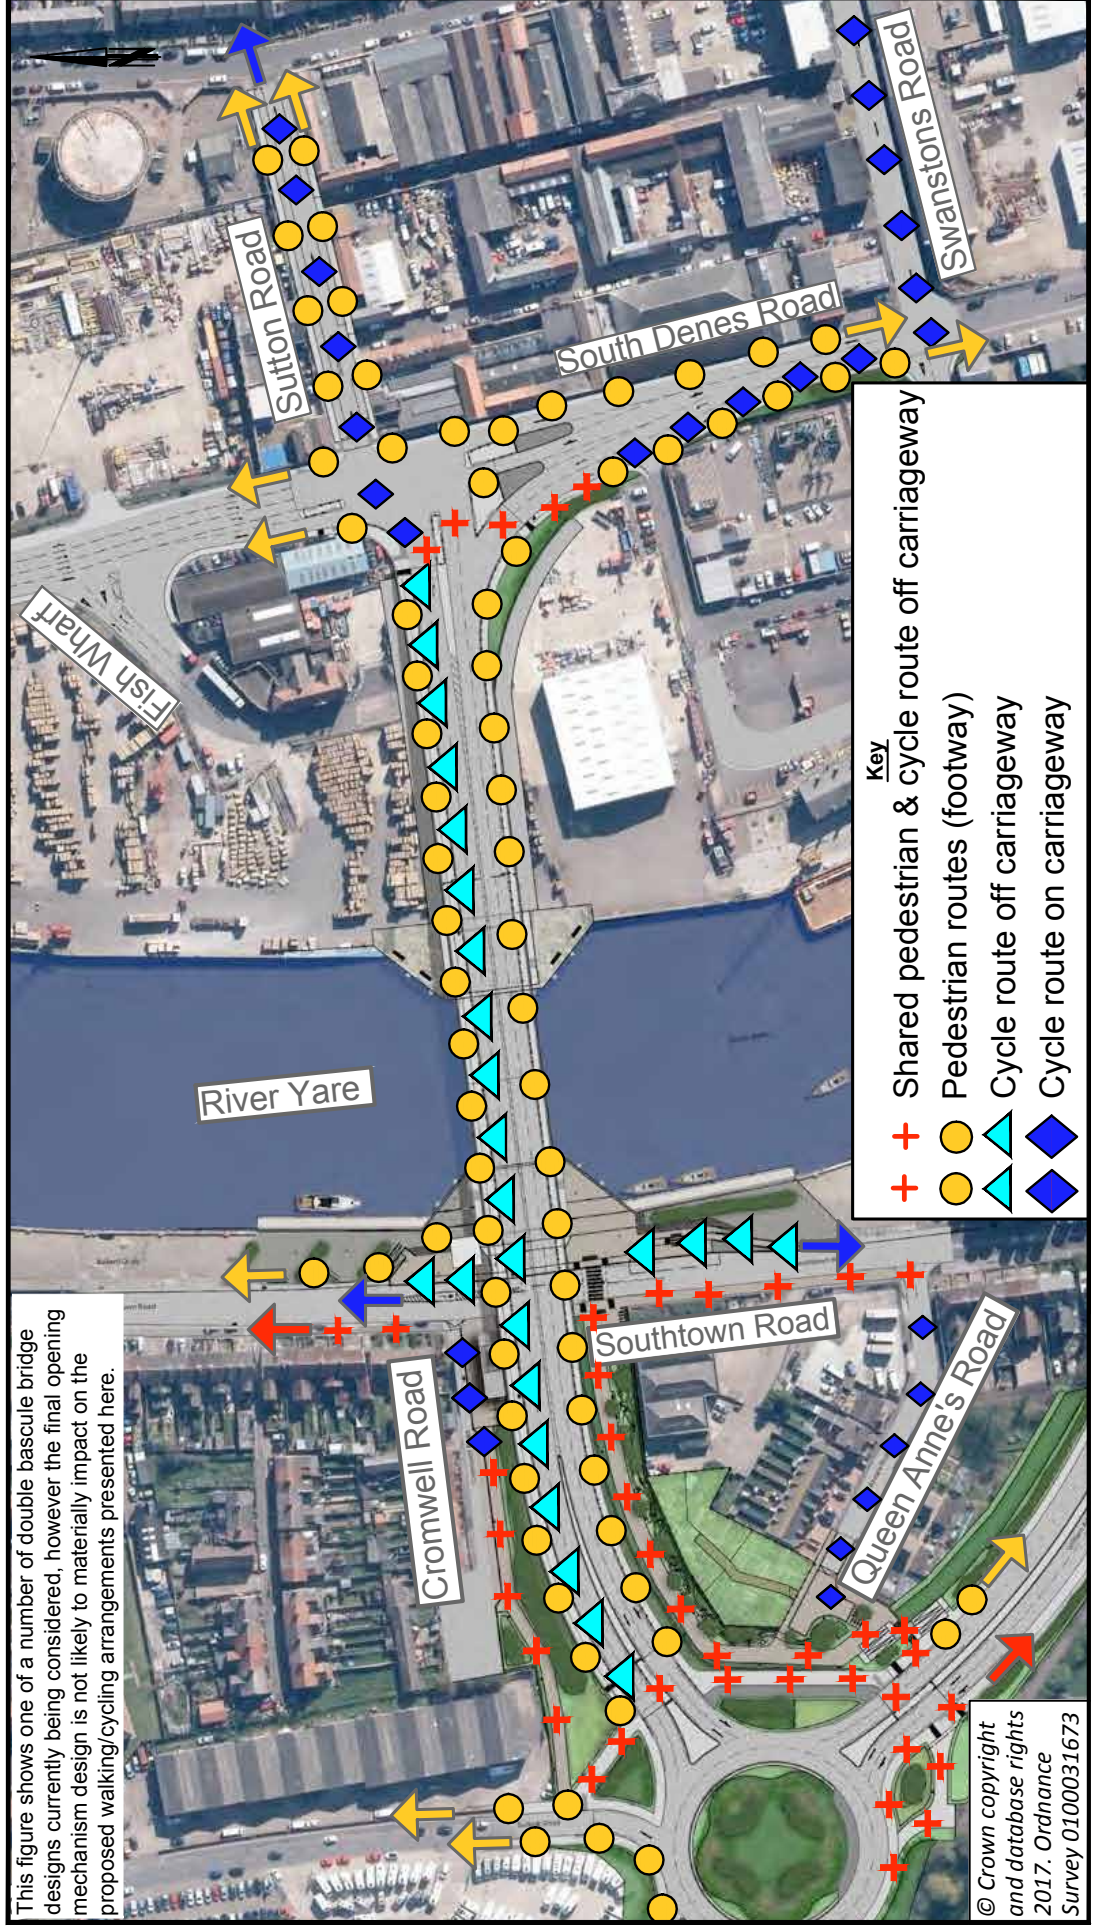 This figure shows one of a number of double bascule bridge
designs currently being considered, however the final opening
mechanism design is not likely to materially impact on the
proposed walking/cycling arrangements presented here.
Fish Wharf
Sutton Road
South Denes Road
Swanstons Road
River Yare
Cromwell Road
Southtown Road
Queen Anne's Road
Key
Shared pedestrian & cycle route off carriageway
Pedestrian routes (footway)
Cycle route off carriageway
Cycle route on carriageway
© Crown copyright
and database rights
2017. Ordnance
Survey 0100031673